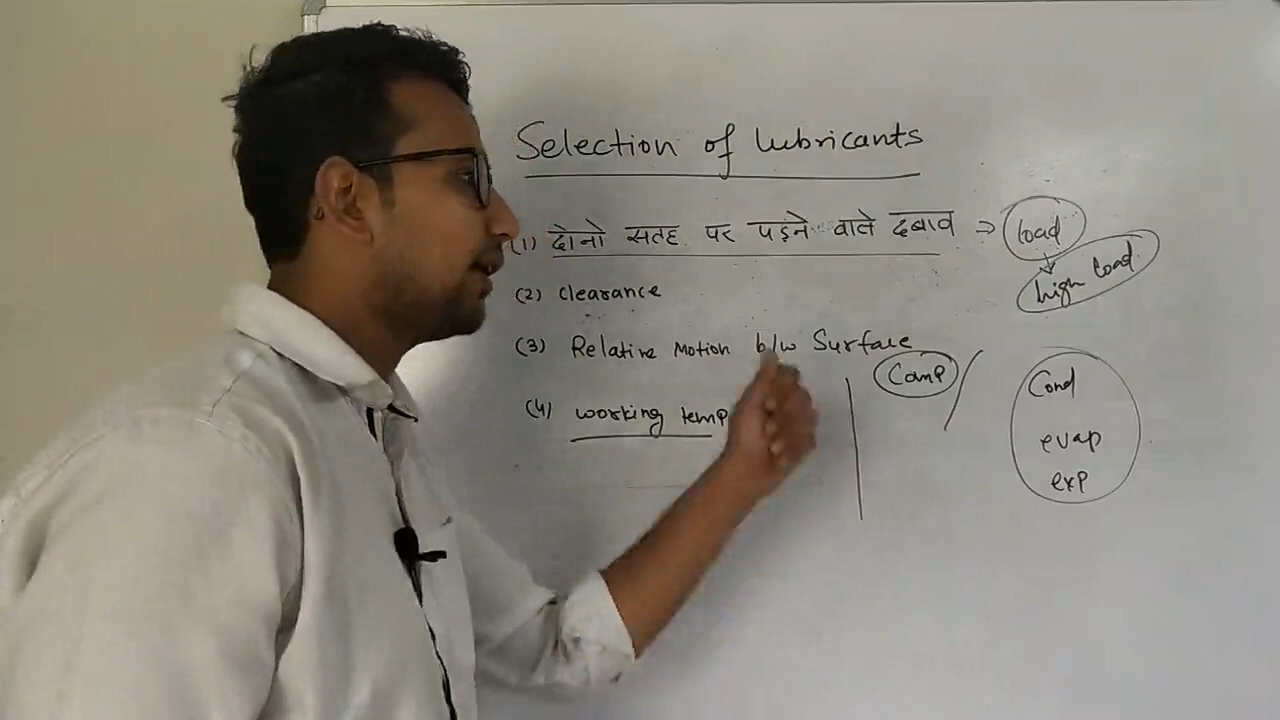 Selection of lubricants
(1) दोनो सतह पर पड़ने वाले दबाव ⇒ load
↓
high load
(2) Clearance
(3) Relative Motion b/w Surface
(4) working temp
Comp /
Cond
evap
exp